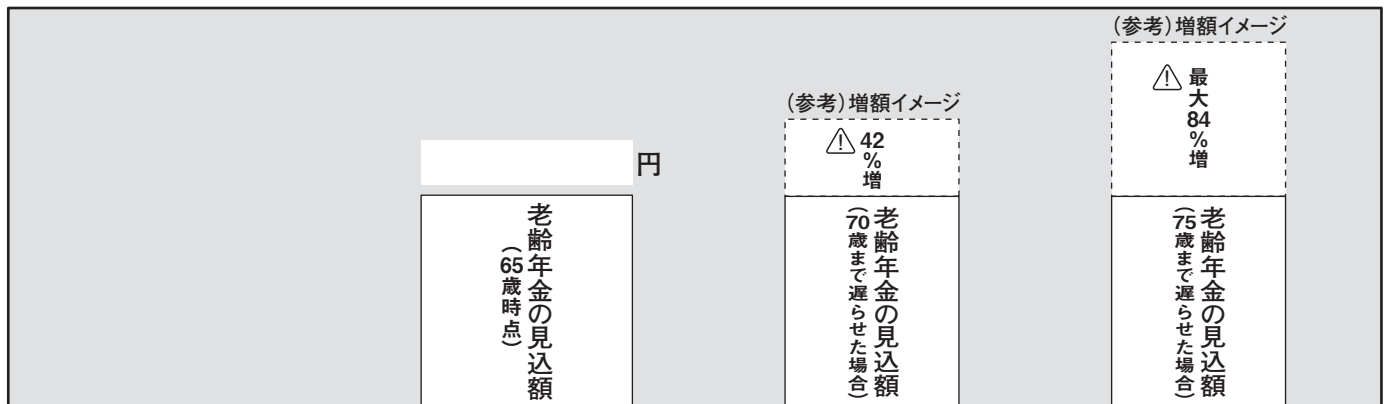 円
老齢年金の見込額
（65歳時点）
（参考）増額イメージ
⚠42%増
老齢年金の見込額
（70歳まで遅らせた場合）
（参考）増額イメージ
⚠最大84%増
老齢年金の見込額
（75歳まで遅らせた場合）